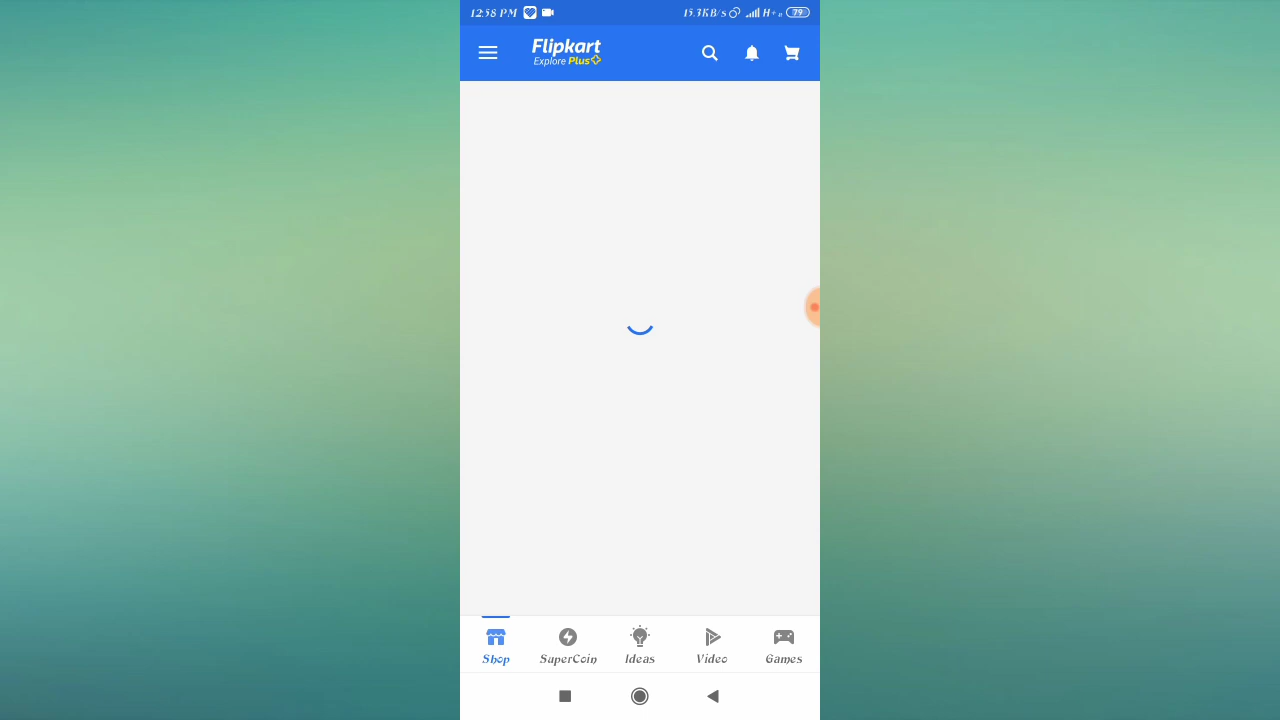 12:58 PM 15.3KB/s H+ 79
Flipkart
Explore Plus
Shop SuperCoin Ideas Video Games